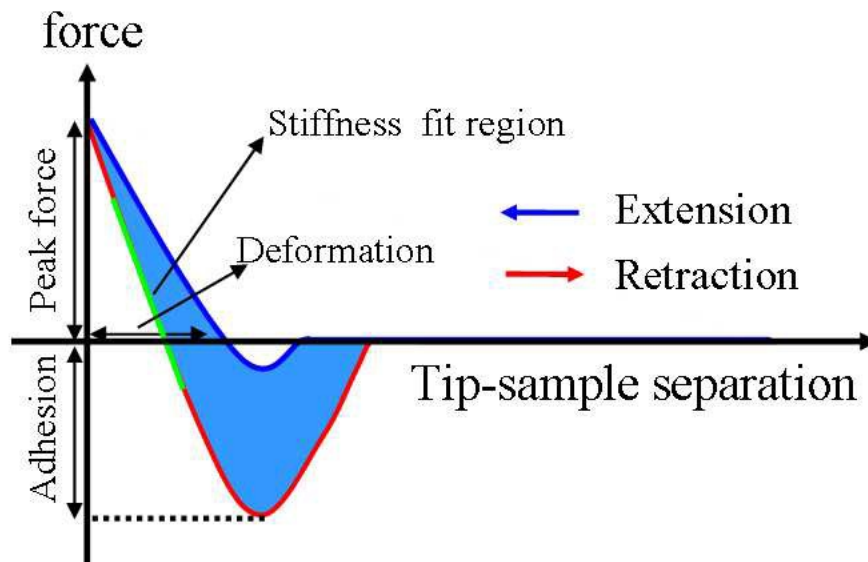 force
Stiffness fit region
Peak force
Deformation
Extension
Retraction
Adhesion
Tip-sample separation